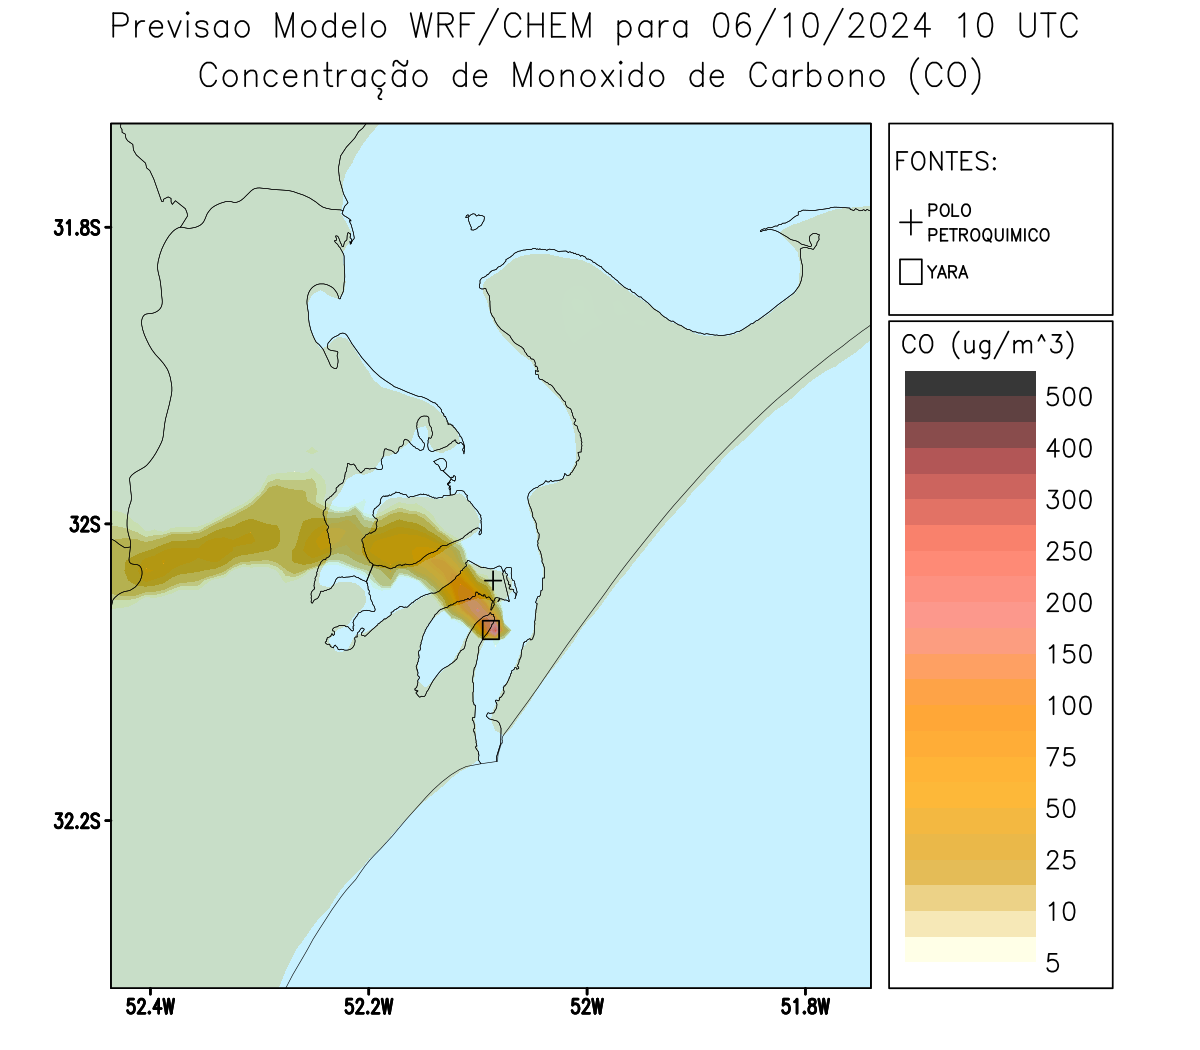 Previsao Modelo WRF/CHEM para 06/10/2024 10 UTC
Concentração de Monoxido de Carbono (CO)
FONTES:
POLO
PETROQUIMICO
YARA
CO (ug/m^3)
500
400
300
250
200
150
100
75
50
25
10
5
31.8S
32S
32.2S
52.4W
52.2W
52W
51.8W